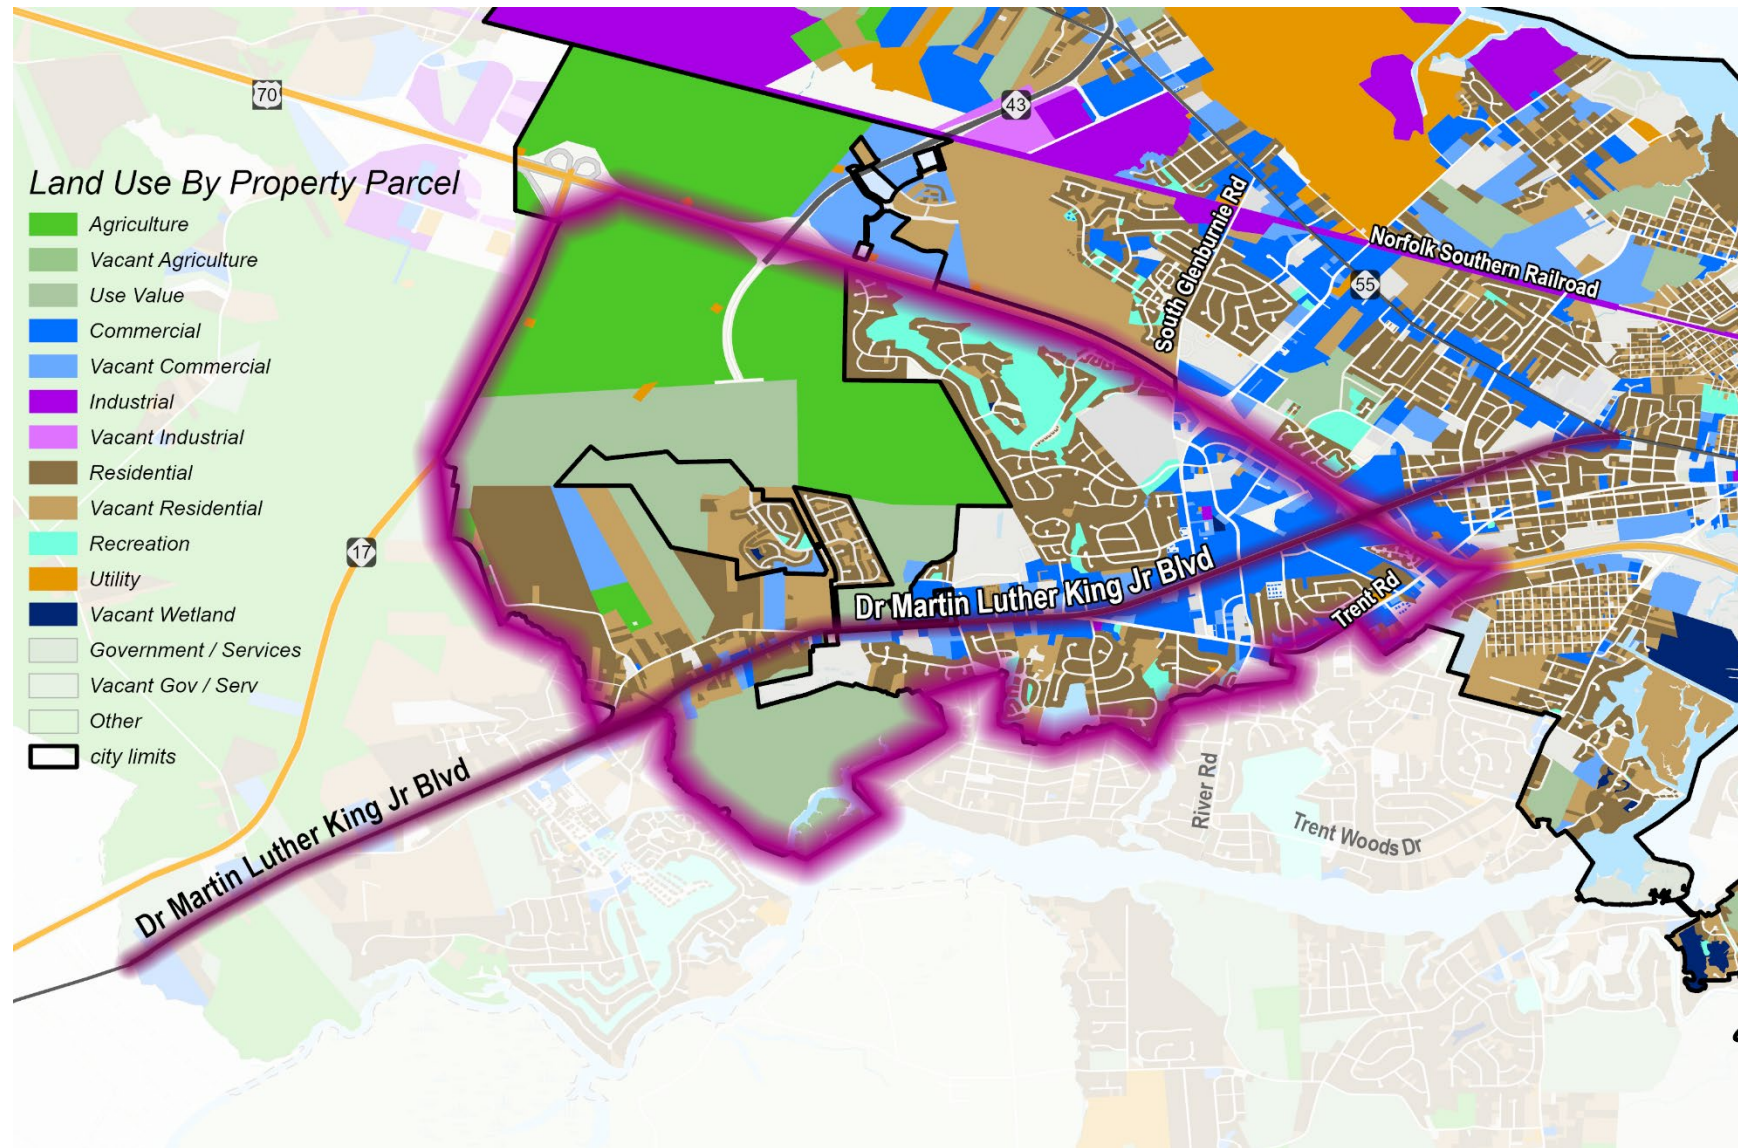 70
43
Land Use By Property Parcel
Agriculture
Vacant Agriculture
Use Value
Commercial
Vacant Commercial
Industrial
Vacant Industrial
Residential
Vacant Residential
Recreation
Utility
Vacant Wetland
Government / Services
Vacant Gov / Serv
Other
city limits
South Glenburnie Rd
Norfolk Southern Railroad
55
17
Dr Martin Luther King Jr Blvd
Trent Rd
Dr Martin Luther King Jr Blvd
River Rd
Trent Woods Dr